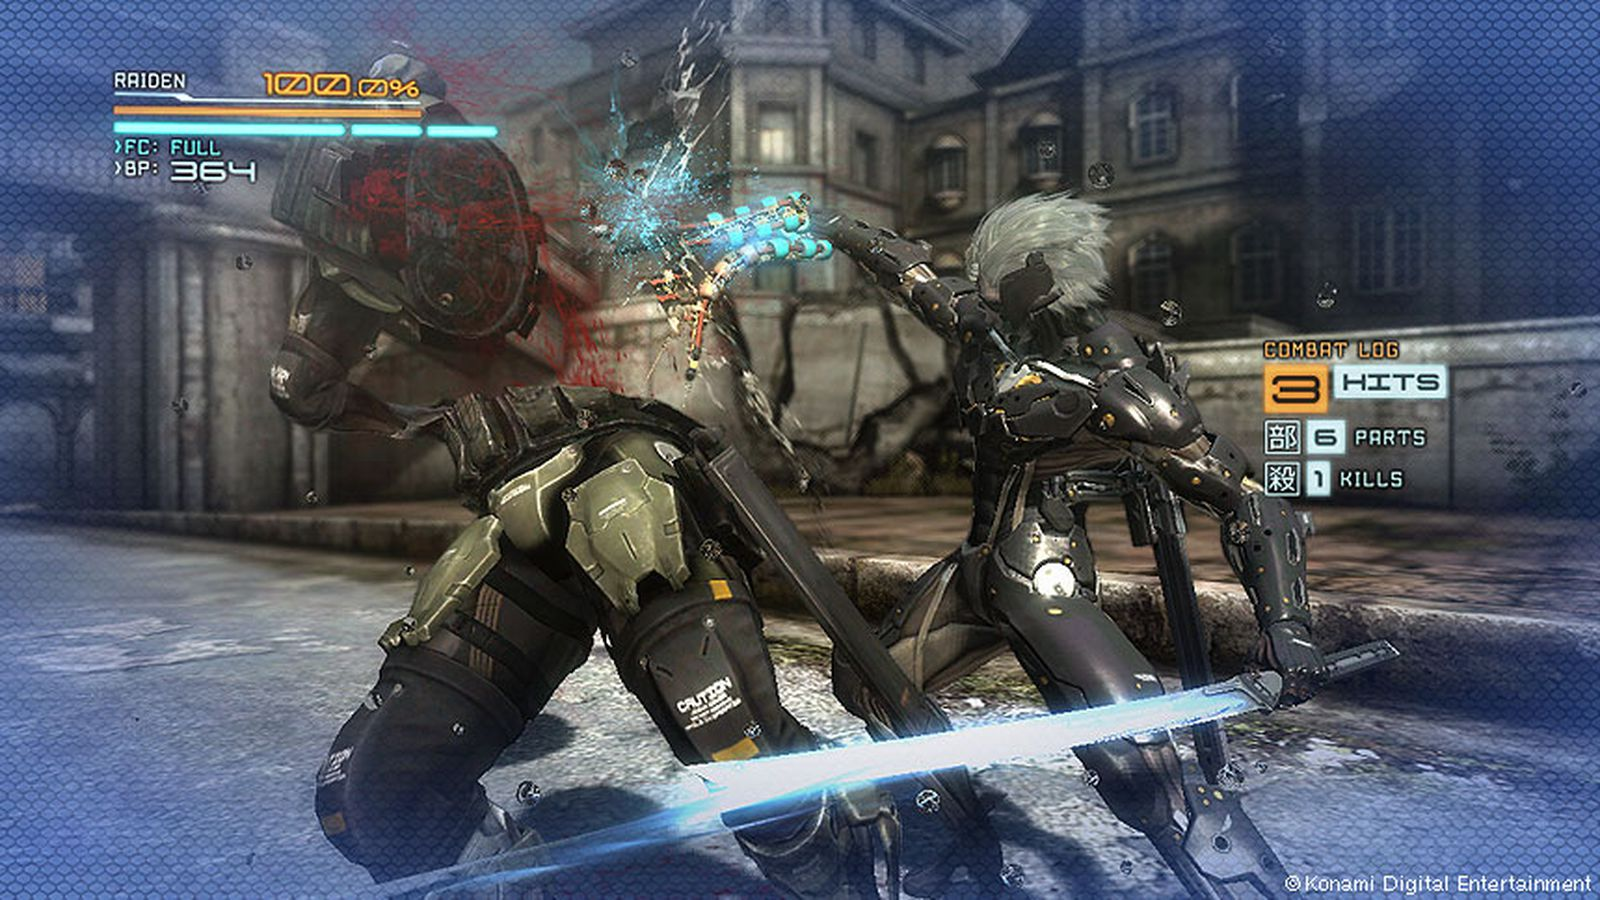 RAIDEN 100.0%
FC: FULL
BP: 364
COMBAT LOG
3 HITS
部 6 PARTS
殺 1 KILLS
CAUTION
©Konami Digital Entertainment